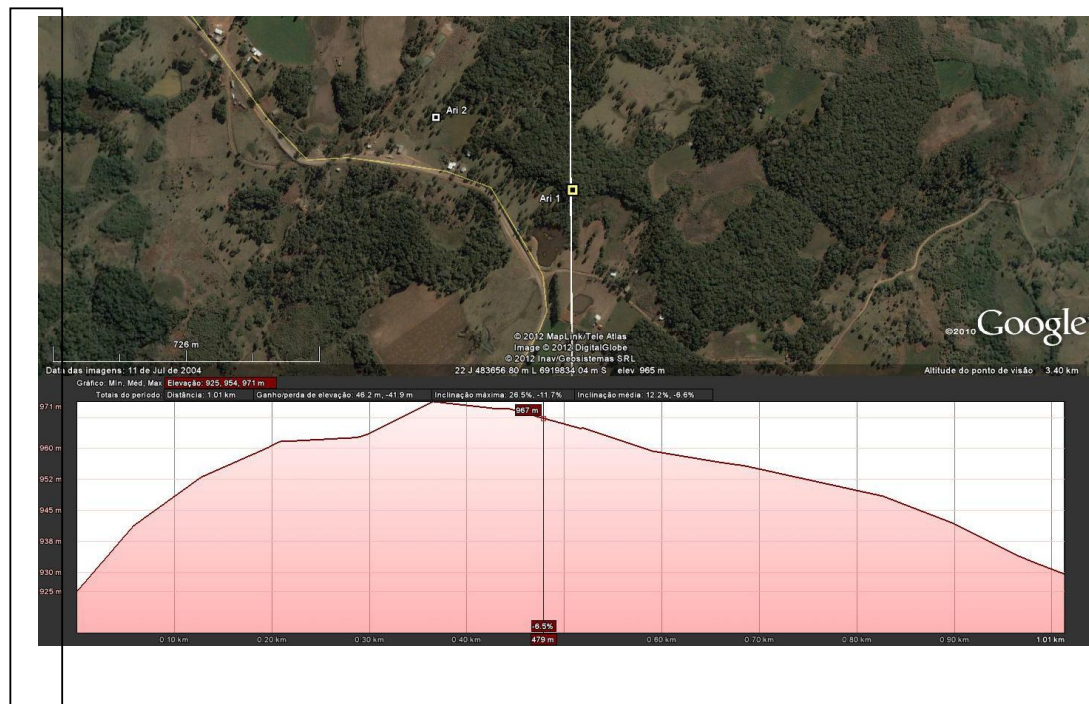 Ari 2
Ari 1
726 m
© 2012 MapLink/Tele Atlas
Image © 2012 DigitalGlobe
© 2012 Inav/Geosistemas SRL
©2010 Google
Data das imagens: 11 de Jul de 2004
22 J 483656.80 m L 6919834.04 m S elev 965 m
Altitude do ponto de visão 3.40 km
Gráfico: Mín, Méd, Máx Elevação: 925, 954, 971 m
Totais do período: Distância: 1.01 km Ganho/perda de elevação: 46.2 m, -41.9 m Inclinação máxima: 26.5%, -11.7% Inclinação média: 12.2%, -6.6%
971 m
967 m
960 m
952 m
945 m
938 m
930 m
925 m
-6.5%
0.10 km 0.20 km 0.30 km 0.40 km 479 m 0.60 km 0.70 km 0.80 km 0.90 km 1.01 km